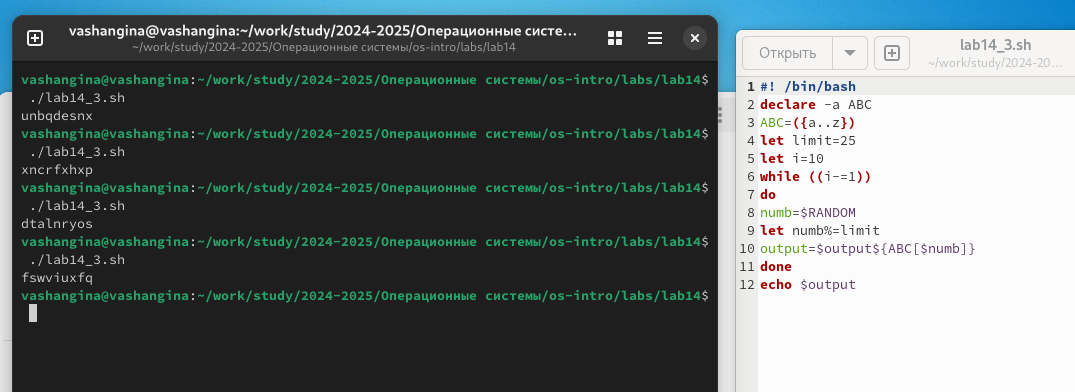 vashangina@vashangina:~/work/study/2024-2025/Операционные систе...
~/work/study/2024-2025/Операционные системы/os-intro/labs/lab14
vashangina@vashangina:~/work/study/2024-2025/Операционные системы/os-intro/labs/lab14$
./lab14_3.sh
unbqdesnx
vashangina@vashangina:~/work/study/2024-2025/Операционные системы/os-intro/labs/lab14$
./lab14_3.sh
xncrfxhxp
vashangina@vashangina:~/work/study/2024-2025/Операционные системы/os-intro/labs/lab14$
./lab14_3.sh
dtalnryos
vashangina@vashangina:~/work/study/2024-2025/Операционные системы/os-intro/labs/lab14$
./lab14_3.sh
fswviuxfq
vashangina@vashangina:~/work/study/2024-2025/Операционные системы/os-intro/labs/lab14$
Открыть
lab14_3.sh
~/work/study/2024-20...
1 #! /bin/bash
2 declare -a ABC
3 ABC=({a..z})
4 let limit=25
5 let i=10
6 while ((i-=1))
7 do
8 numb=$RANDOM
9 let numb%=limit
10 output=$output${ABC[$numb]}
11 done
12 echo $output